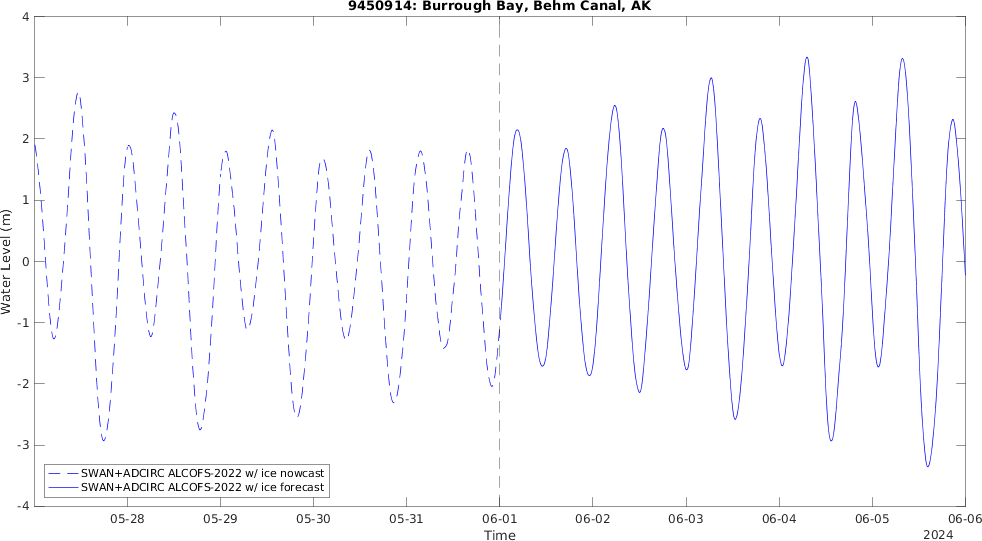 9450914: Burrough Bay, Behm Canal, AK
Water Level (m)
4
3
2
1
0
-1
-2
-3
-4
SWAN+ADCIRC ALCOFS-2022 w/ ice nowcast
SWAN+ADCIRC ALCOFS-2022 w/ ice forecast
05-28 05-29 05-30 05-31 06-01 06-02 06-03 06-04 06-05 06-06
Time
2024